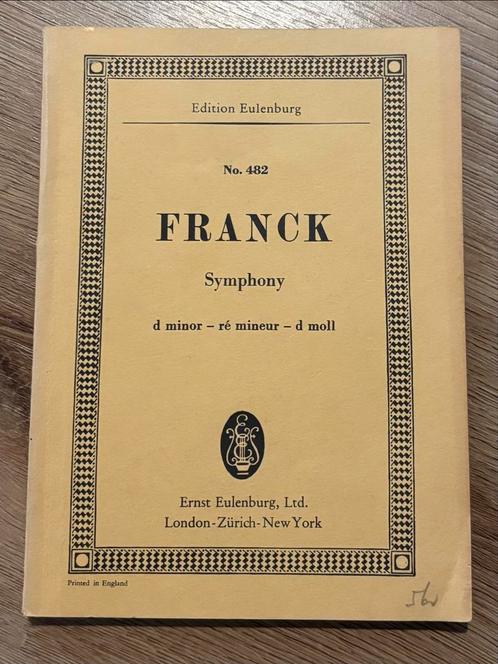 Edition Eulenburg
No. 482
FRANCK
Symphony
d minor – ré mineur – d moll
Ernst Eulenburg, Ltd.
London-Zürich-New York
Printed in England